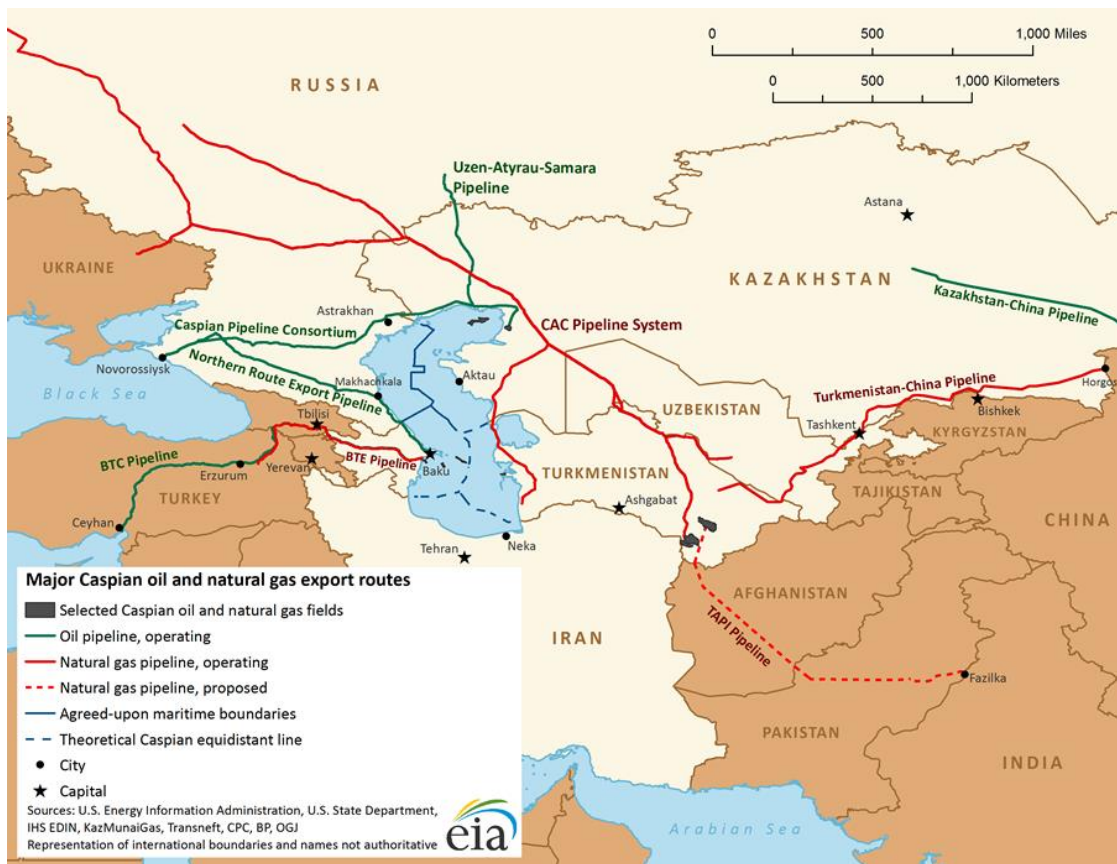 0
500
1,000 Miles
0
500
1,000 Kilometers
RUSSIA
Uzen-Atyrau-Samara
Pipeline
Astana
UKRAINE
KAZAKHSTAN
Kazakhstan-China Pipeline
Astrakhan
Caspian Pipeline Consortium
CAC Pipeline System
Novorossiysk
Northern Route Export Pipeline
Makhachkala
Aktau
Turkmenistan-China Pipeline
Horgos
Black Sea
Bishkek
UZBEKISTAN
Tbilisi
Tashkent
KYRGYZSTAN
BTC Pipeline
Yerevan
BTE Pipeline
Baku
Erzurum
TURKMENISTAN
TAJIKISTAN
TURKEY
Ashgabat
CHINA
Ceyhan
Tehran
Neka
Major Caspian oil and natural gas export routes
Selected Caspian oil and natural gas fields
Oil pipeline, operating
Natural gas pipeline, operating
Natural gas pipeline, proposed
Agreed-upon maritime boundaries
Theoretical Caspian equidistant line
City
Capital
Sources: U.S. Energy Information Administration, U.S. State Department,
IHS EDIN, KazMunaiGas, Transneft, CPC, BP, OGJ
Representation of international boundaries and names not authoritative
eia
AFGHANISTAN
TAPI Pipeline
IRAN
Fazilka
PAKISTAN
INDIA
Arabian Sea